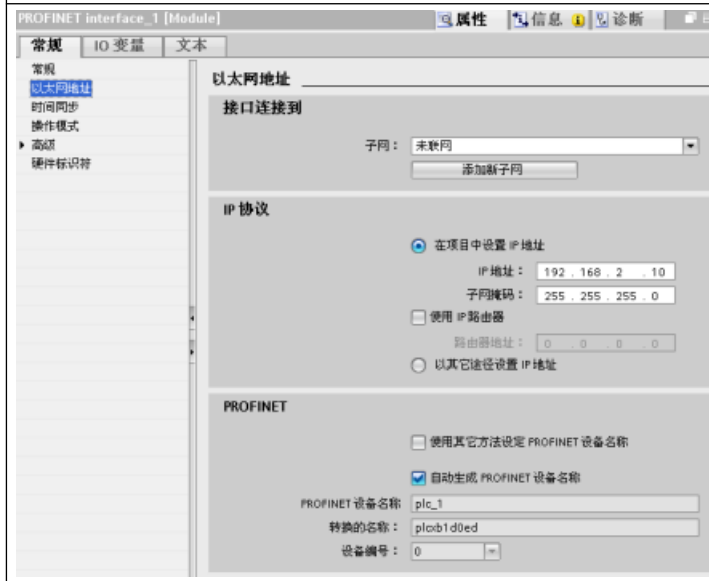 PROFINET interface_1 [Module]
属性 信息 诊断
常规 IO 变量 文本
常规
以太网地址
时间同步
操作模式
高级
硬件标识符
以太网地址
接口连接到
子网： 未联网
添加新子网
IP 协议
在项目中设置 IP 地址
IP 地址： 192 . 168 . 2 . 10
子网掩码： 255 . 255 . 255 . 0
使用 IP 路由器
路由器地址： 0 . 0 . 0 . 0
以其它途径设置 IP 地址
PROFINET
使用其它方法设定 PROFINET 设备名称
自动生成 PROFINET 设备名称
PROFINET 设备名称 plc_1
转换的名称： plcxb1d0ed
设备编号： 0